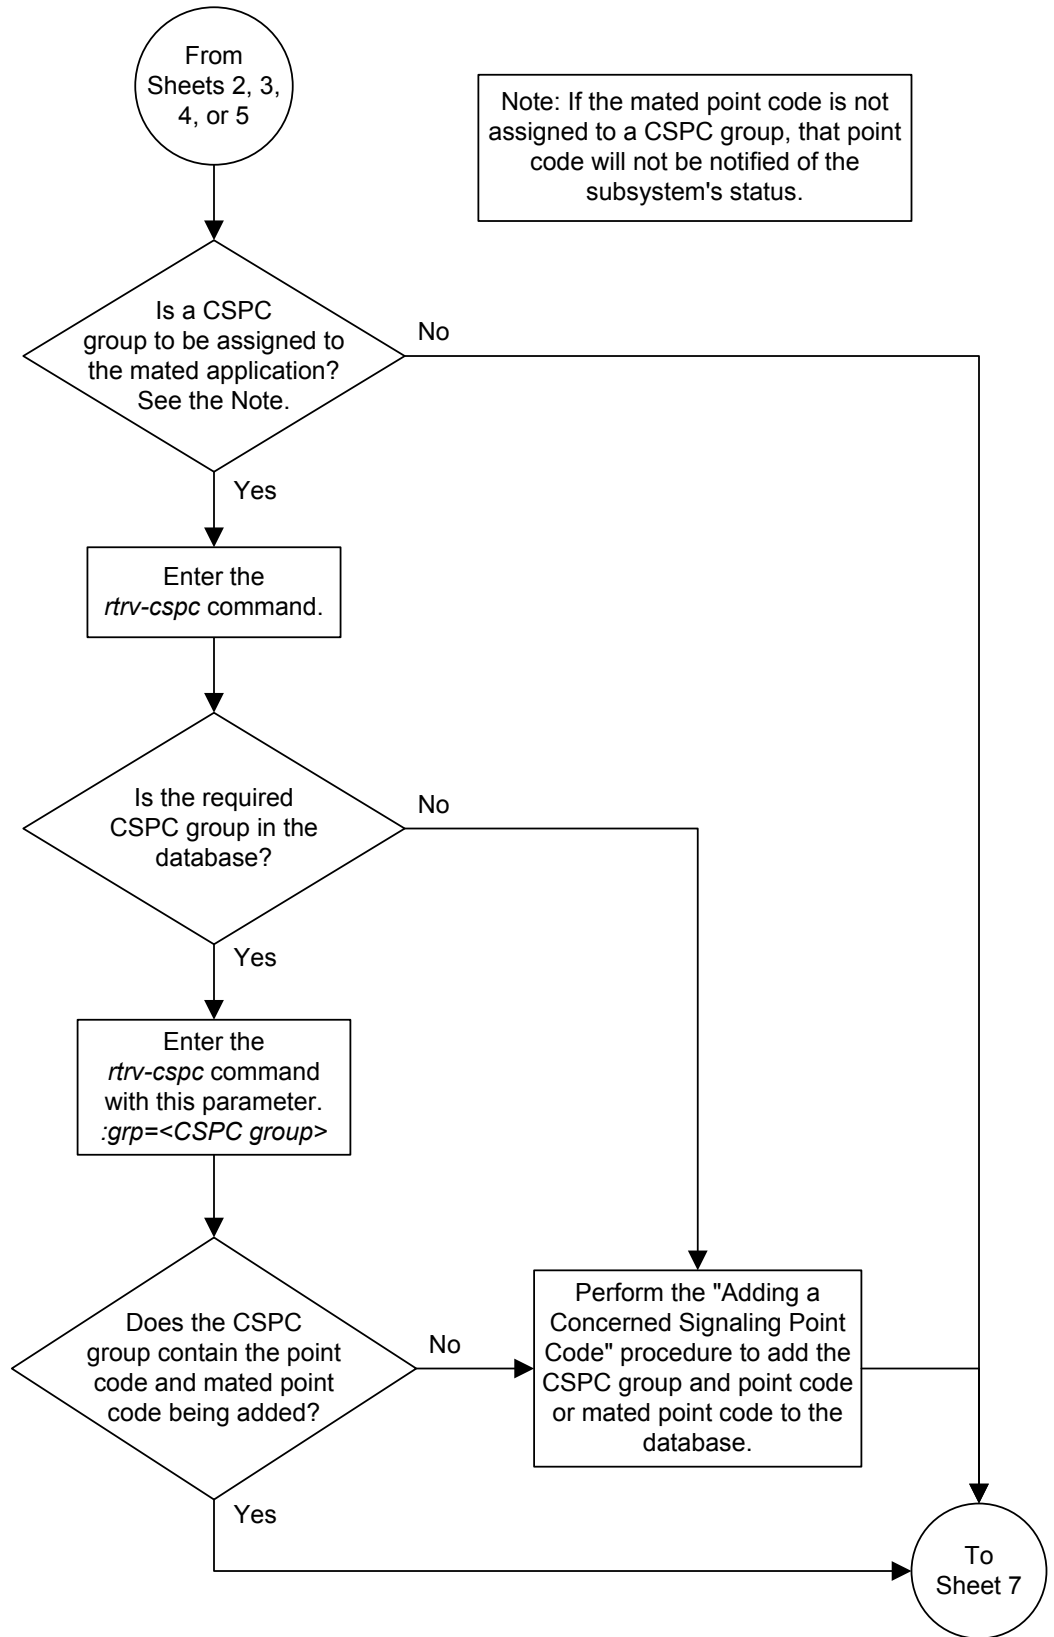 From
Sheets 2, 3,
4, or 5
Note: If the mated point code is not
assigned to a CSPC group, that point
code will not be notified of the
subsystem's status.
Is a CSPC
group to be assigned to
the mated application?
See the Note.
No
Yes
Enter the
rtrv-cspc command.
Is the required
CSPC group in the
database?
No
Yes
Enter the
rtrv-cspc command
with this parameter.
:grp=<CSPC group>
Does the CSPC
group contain the point
code and mated point
code being added?
No
Perform the "Adding a
Concerned Signaling Point
Code" procedure to add the
CSPC group and point code
or mated point code to the
database.
Yes
To
Sheet 7